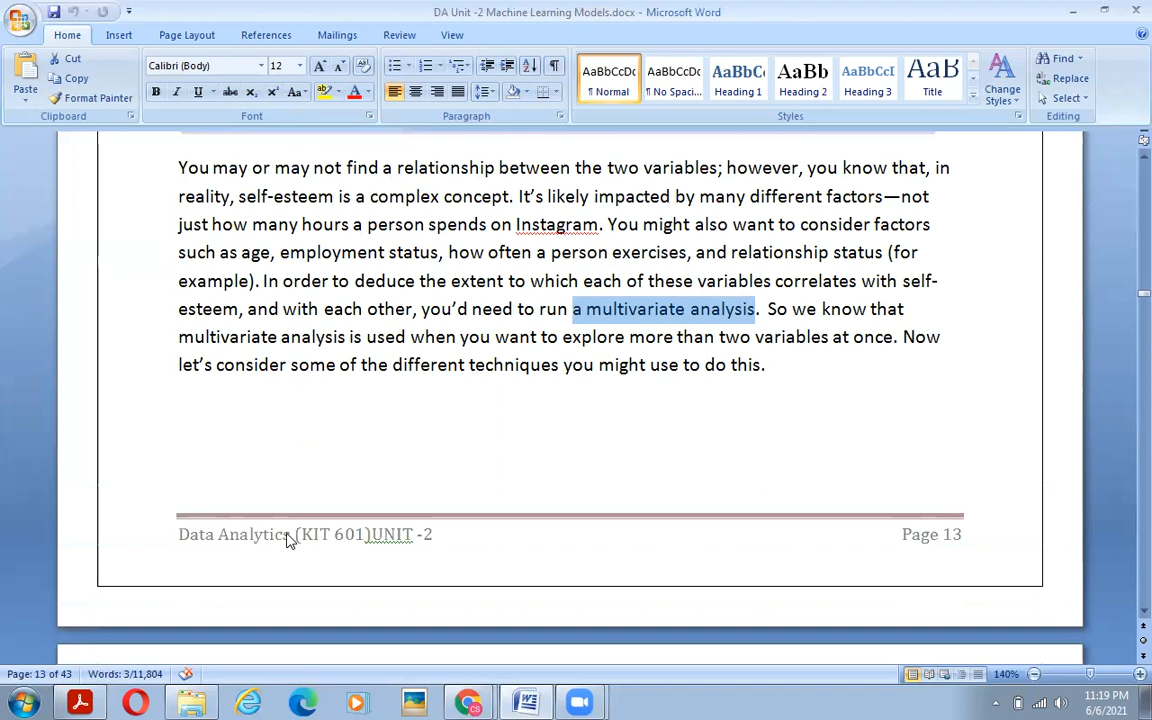 DA Unit -2 Machine Learning Models.docx - Microsoft Word
Home Insert Page Layout References Mailings Review View
Paste Cut Copy Format Painter
Calibri (Body) 12
AaBbCcDc AaBbCcDc AaBbC AaBb AaBbCcI AaB
¶ Normal ¶ No Spaci... Heading 1 Heading 2 Heading 3 Title
Change Styles
Find Replace Select
Clipboard Font Paragraph Styles Editing
You may or may not find a relationship between the two variables; however, you know that, in
reality, self-esteem is a complex concept. It’s likely impacted by many different factors—not
just how many hours a person spends on Instagram. You might also want to consider factors
such as age, employment status, how often a person exercises, and relationship status (for
example). In order to deduce the extent to which each of these variables correlates with self-
esteem, and with each other, you’d need to run a multivariate analysis. So we know that
multivariate analysis is used when you want to explore more than two variables at once. Now
let’s consider some of the different techniques you might use to do this.
Data Analytics (KIT 601)UNIT -2 Page 13
Page: 13 of 43 Words: 3/11,804 140%
11:19 PM
6/6/2021